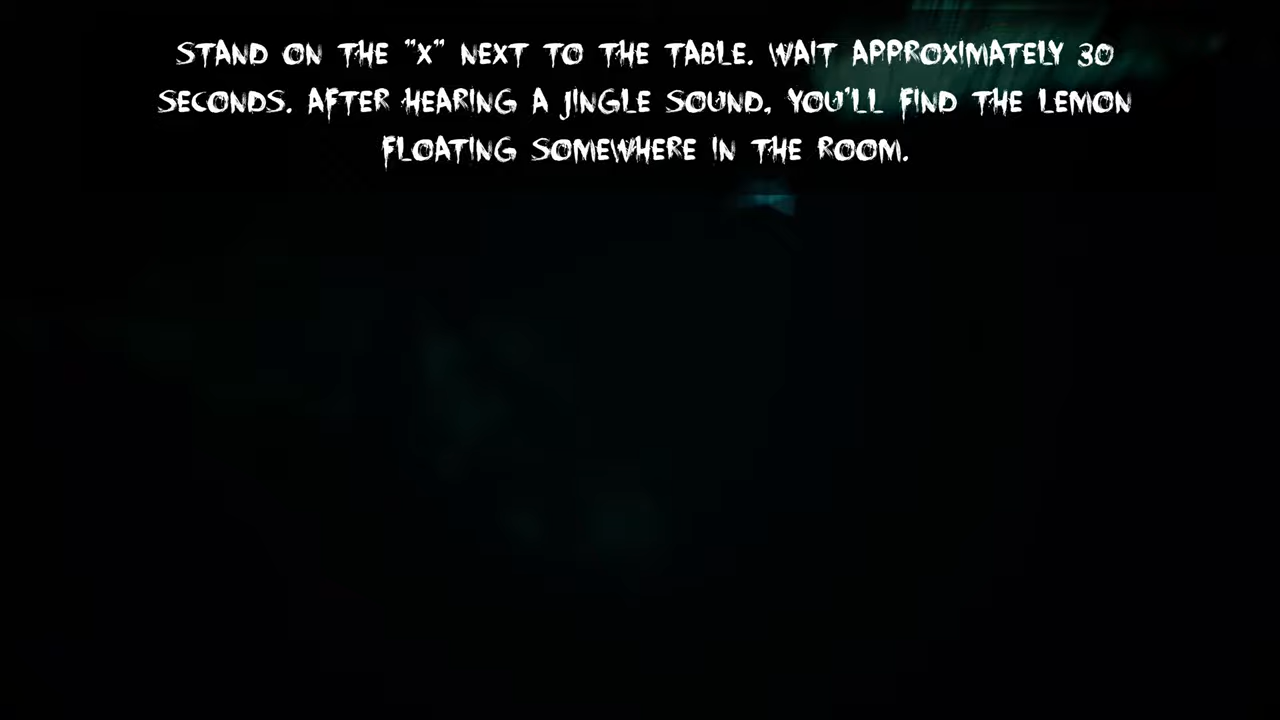 STAND ON THE "X" NEXT TO THE TABLE. WAIT APPROXIMATELY 30
SECONDS. AFTER HEARING A JINGLE SOUND, YOU'LL FIND THE LEMON
FLOATING SOMEWHERE IN THE ROOM.